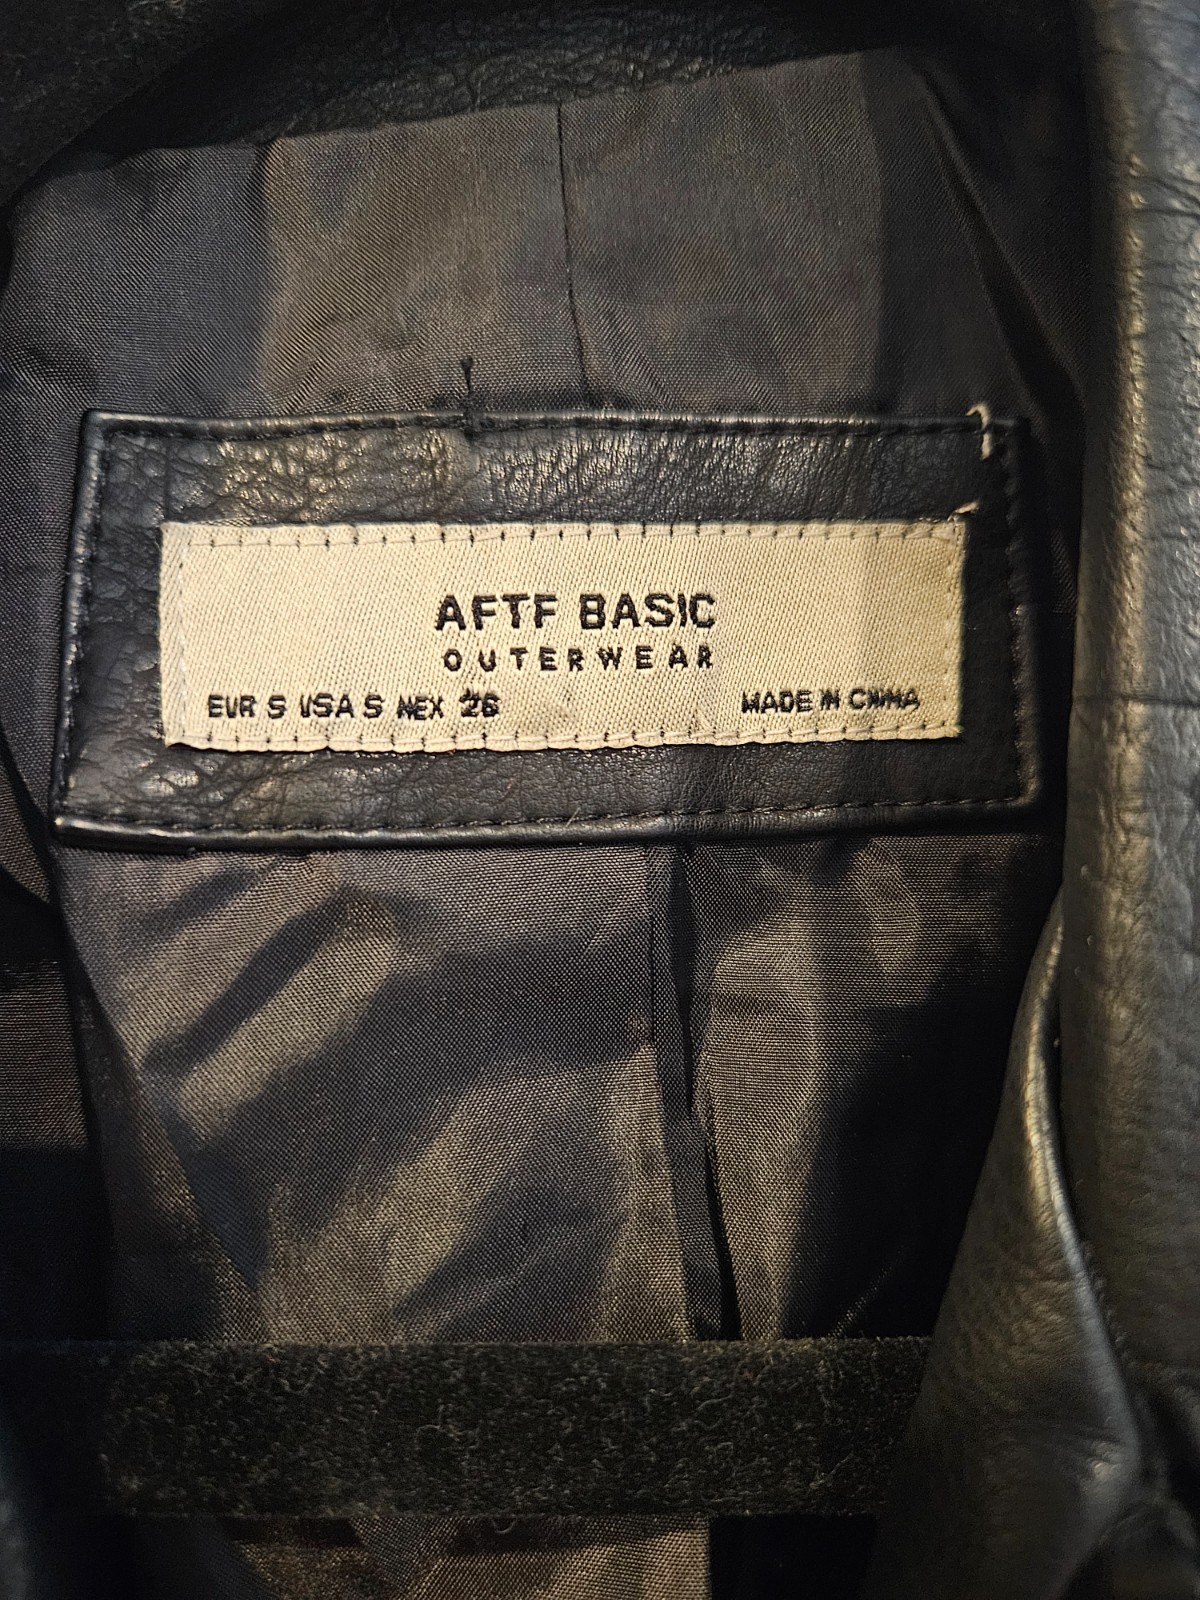 AFTF BASIC
OUTERWEAR
EUR S USA S MEX 26 MADE IN CHINA